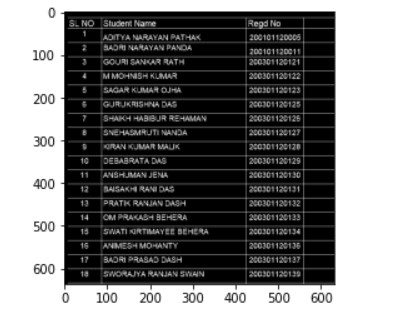 0
SL NO Student Name Regd No
1 ADITYA NARAYAN PATHAK 200101120005
2 BADRI NARAYAN PANDA 200101120011
3 GOURI SANKAR RATH 200301120121
4 M MOHNISH KUMAR 200301120122
5 SAGAR KUMAR OJHA 200301120123
6 GURUKRISHNA DAS 200301120125
7 SHAIKH HABIBUR REHAMAN 200301120126
8 SNEHASMRUTI NANDA 200301120127
9 KIRAN KUMAR MALIK 200301120128
10 DEBABRATA DAS 200301120129
11 ANSHUMAN JENA 200301120130
12 BAISAKHI RANI DAS 200301120131
13 PRATIK RANJAN DASH 200301120132
14 OM PRAKASH BEHERA 200301120133
15 SWATI KIRTIMAYEE BEHERA 200301120134
16 ANIMESH MOHANTY 200301120136
17 BADRI PRASAD DASH 200301120137
18 SWORAJYA RANJAN SWAIN 200301120139
100
200
300
400
500
600
0 100 200 300 400 500 600